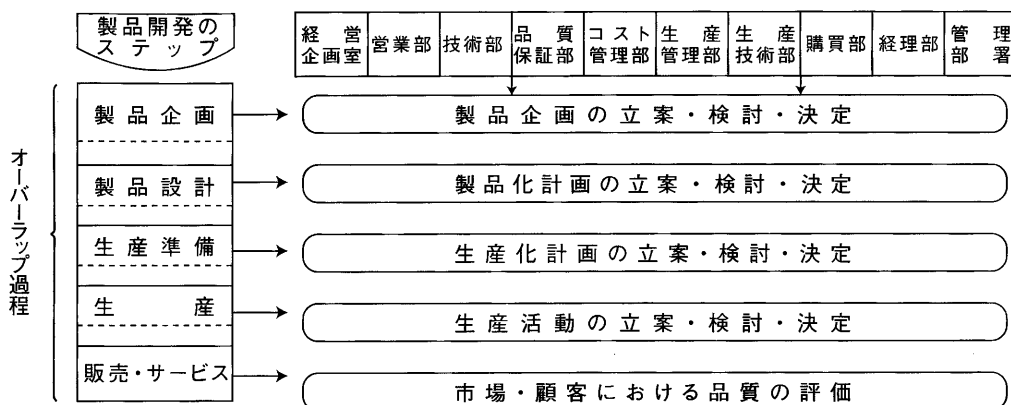 製品開発の
ステップ
経営
企画室
営業部
技術部
品質
保証部
コスト
管理部
生産
管理部
生産
技術部
購買部
経理部
管理
部署
オーバーラップ過程
製品企画
製品企画の立案・検討・決定
製品設計
製品化計画の立案・検討・決定
生産準備
生産化計画の立案・検討・決定
生産
生産活動の立案・検討・決定
販売・サービス
市場・顧客における品質の評価